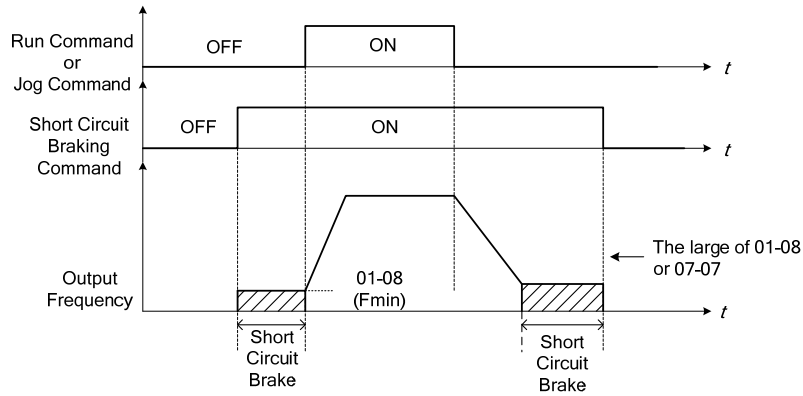 Run Command
or
Jog Command
OFF
ON
t
Short Circuit
Braking
Command
OFF
ON
t
Output
Frequency
01-08
(Fmin)
The large of 01-08
or 07-07
t
Short
Circuit
Brake
Short
Circuit
Brake